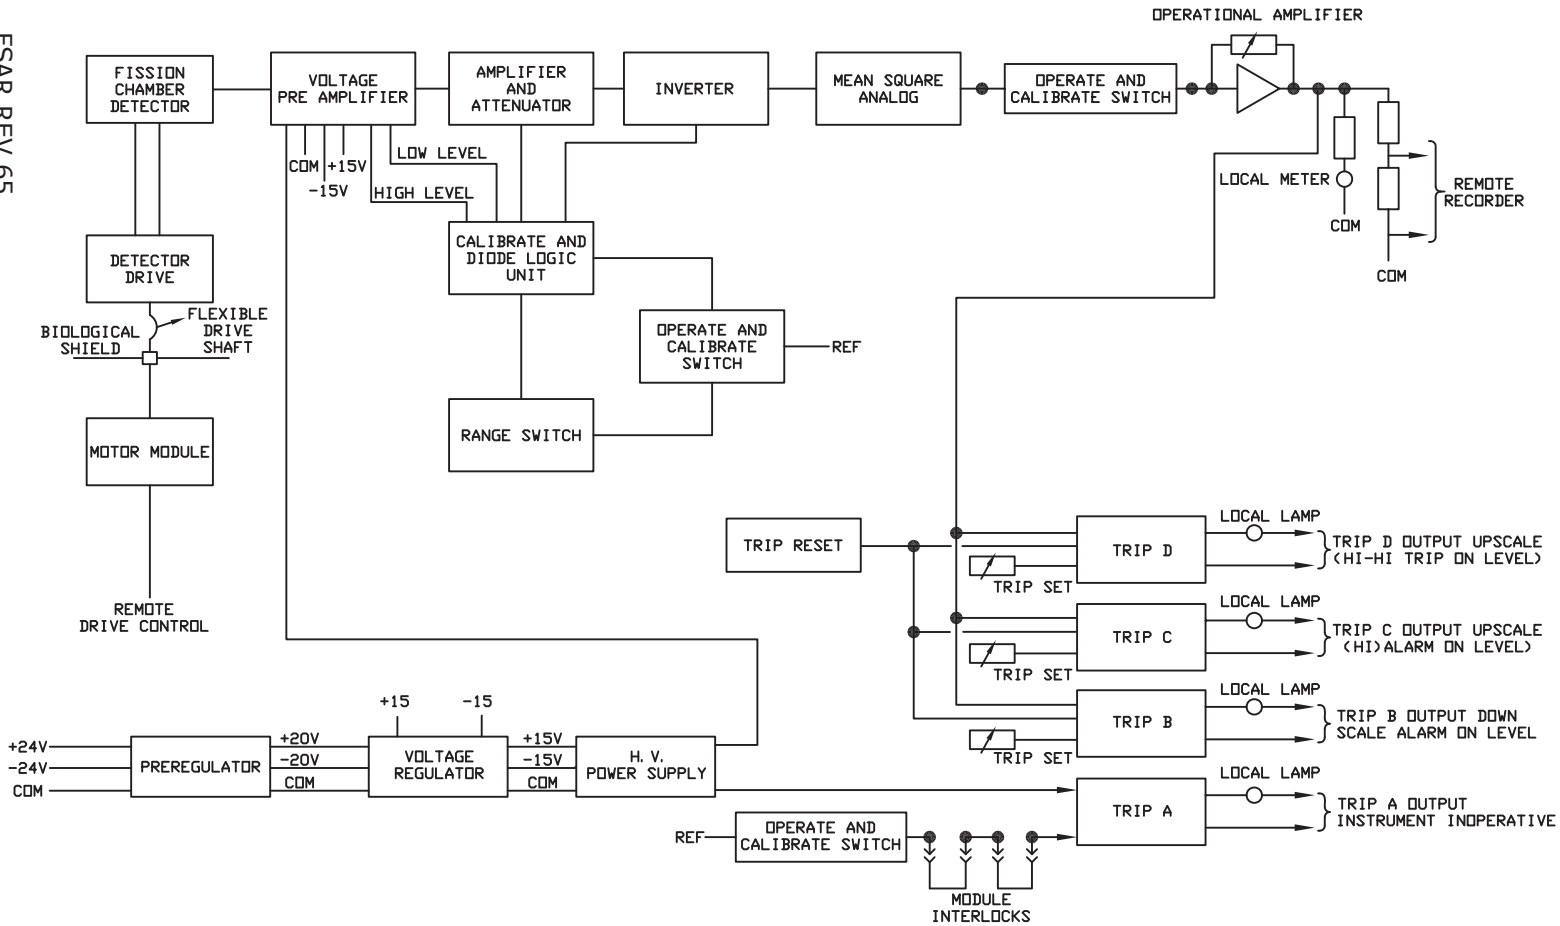 FSAR REV 65
OPERATIONAL AMPLIFIER
FISSION
CHAMBER
DETECTOR
VOLTAGE
PRE AMPLIFIER
AMPLIFIER
AND
ATTENUATOR
INVERTER
MEAN SQUARE
ANALOG
OPERATE AND
CALIBRATE SWITCH
COM
+15V
-15V
LOW LEVEL
HIGH LEVEL
LOCAL METER
COM
REMOTE
RECORDER
COM
DETECTOR
DRIVE
CALIBRATE AND
DIODE LOGIC
UNIT
BIOLOGICAL
SHIELD
FLEXIBLE
DRIVE
SHAFT
OPERATE AND
CALIBRATE
SWITCH
REF
MOTOR MODULE
RANGE SWITCH
REMOTE
DRIVE CONTROL
TRIP RESET
TRIP SET
TRIP D
LOCAL LAMP
TRIP D OUTPUT UPSCALE
(HI-HI TRIP ON LEVEL)
TRIP SET
TRIP C
LOCAL LAMP
TRIP C OUTPUT UPSCALE
(HI)ALARM ON LEVEL)
TRIP SET
TRIP B
LOCAL LAMP
TRIP B OUTPUT DOWN
SCALE ALARM ON LEVEL
+24V
-24V
COM
PREREGULATOR
+20V
-20V
COM
+15
-15
VOLTAGE
REGULATOR
+15V
-15V
COM
H. V.
POWER SUPPLY
TRIP A
LOCAL LAMP
TRIP A OUTPUT
INSTRUMENT INOPERATIVE
REF
OPERATE AND
CALIBRATE SWITCH
MODULE
INTERLOCKS